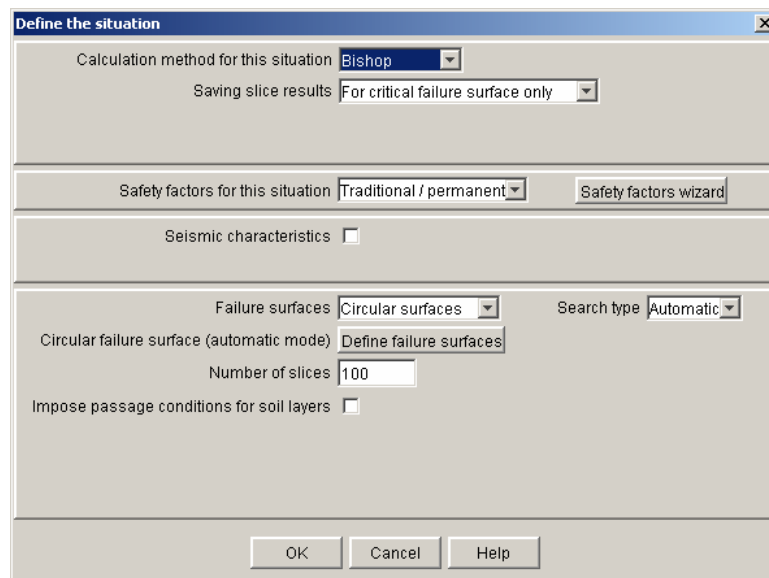 Define the situation
Calculation method for this situation Bishop
Saving slice results For critical failure surface only
Safety factors for this situation Traditional / permanent Safety factors wizard
Seismic characteristics
Failure surfaces Circular surfaces Search type Automatic
Circular failure surface (automatic mode) Define failure surfaces
Number of slices 100
Impose passage conditions for soil layers
OK Cancel Help